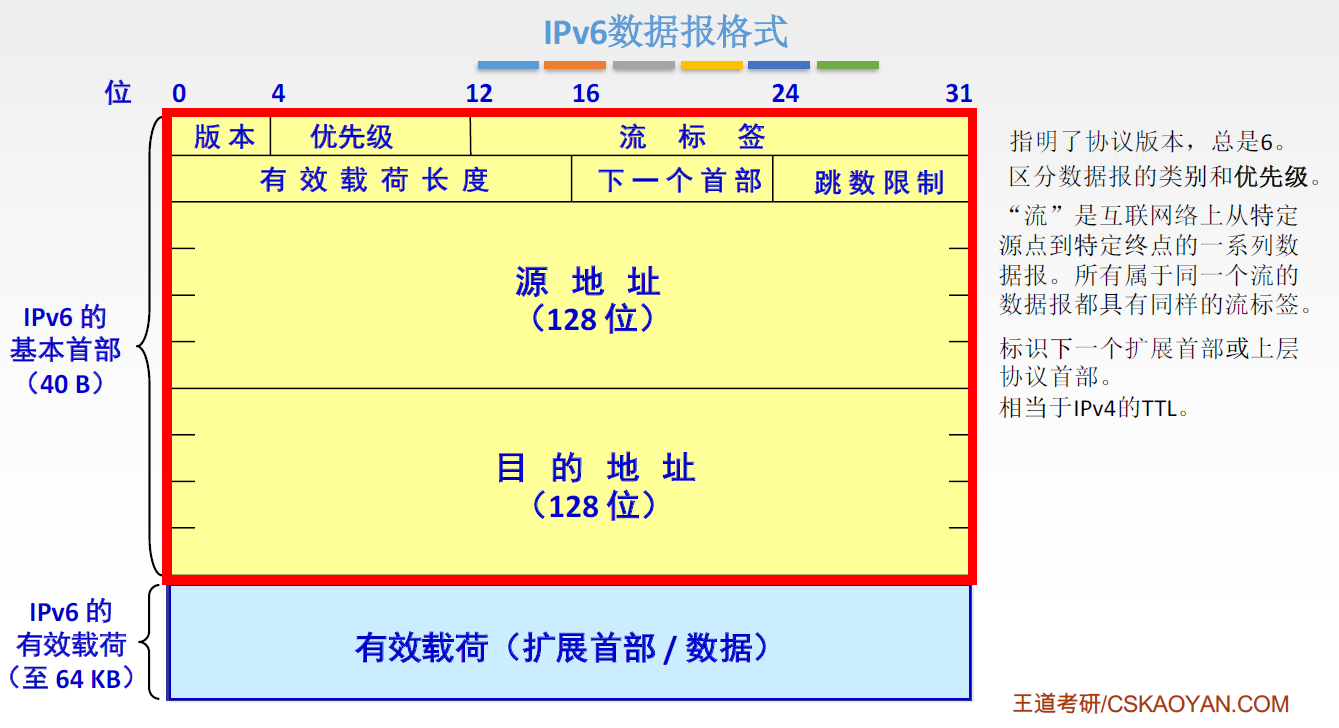 IPv6数据报格式
位 0 4 12 16 24 31
版 本 优先级 流 标 签
有 效 载 荷 长 度 下 一 个 首 部 跳 数 限 制
源 地 址
（128 位）
目 的 地 址
（128 位）
IPv6 的
基本首部
（40 B）
IPv6 的
有效载荷
（至 64 KB）
有效载荷（扩展首部 / 数据）
指明了协议版本，总是6。
区分数据报的类别和优先级。
“流”是互联网络上从特定
源点到特定终点的一系列数
据报。所有属于同一个流的
数据报都具有同样的流标签。
标识下一个扩展首部或上层
协议首部。
相当于IPv4的TTL。
王道考研/CSKAOYAN.COM